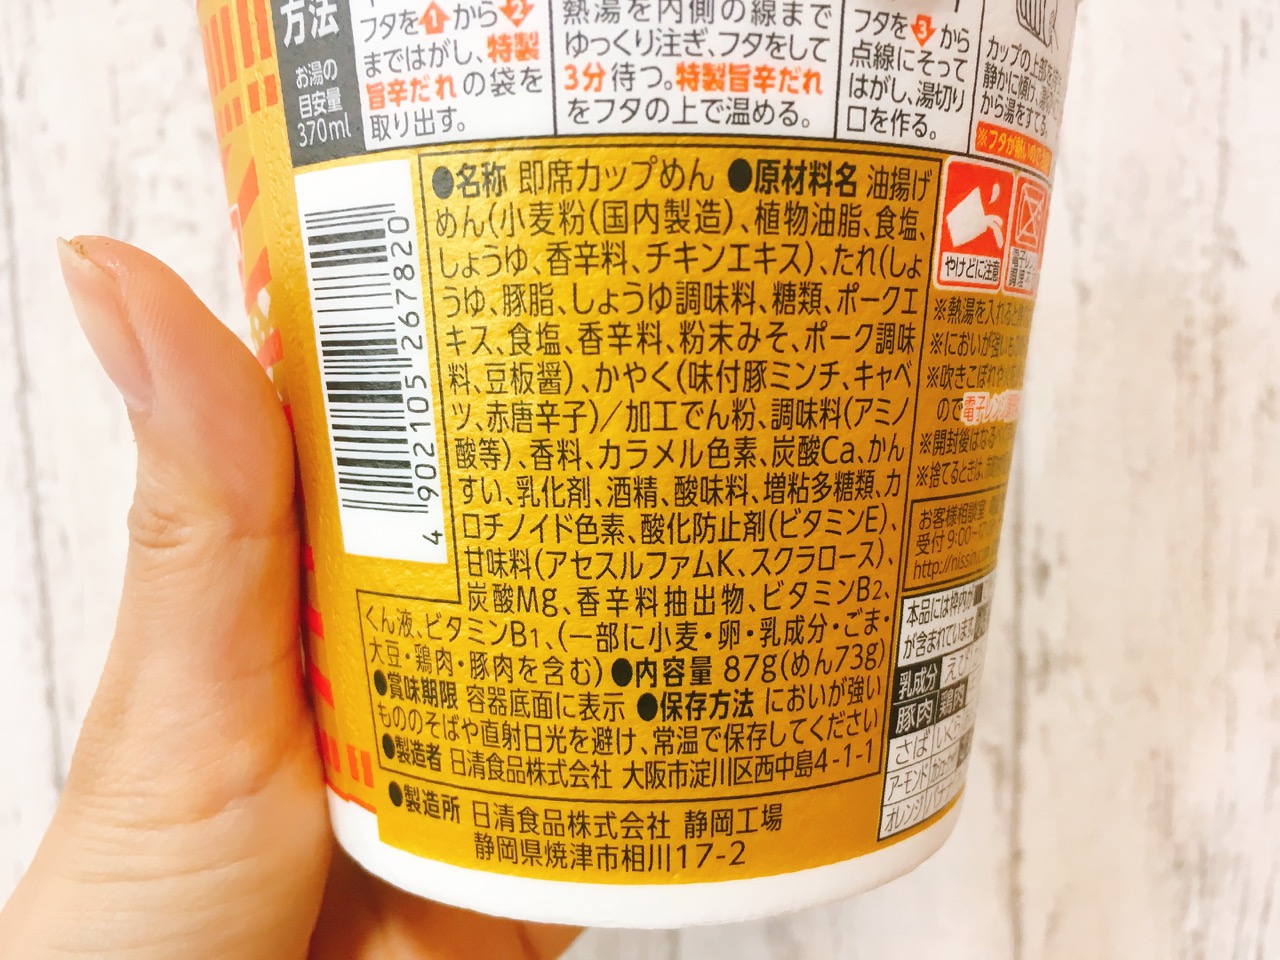 方法
お湯の
目安量
370ml
フタを1から2
まではがし、特製
旨辛だれの袋を
取り出す。
熱湯を内側の線まで
ゆっくり注ぎ、フタをして
3分待つ。特製旨辛だれ
をフタの上で温める。
フタを3から
点線にそって
はがし、湯切り
口を作る。
カップの上部を
静かに傾け、
から湯をすてる。
4 902105 267820
●名称 即席カップめん ●原材料名 油揚げ
めん(小麦粉(国内製造)、植物油脂、食塩、
しょうゆ、香辛料、チキンエキス)、たれ(しょ
うゆ、豚脂、しょうゆ調味料、糖類、ポークエ
キス、食塩、香辛料、粉末みそ、ポーク調味
料、豆板醤)、かやく(味付豚ミンチ、キャベ
ツ、赤唐辛子)／加工でん粉、調味料(アミノ
酸等)、香料、カラメル色素、炭酸Ca、かん
すい、乳化剤、酒精、酸味料、増粘多糖類、カ
ロチノイド色素、酸化防止剤(ビタミンE)、
甘味料(アセスルファムK、スクラロース)、
炭酸Mg、香辛料抽出物、ビタミンB2、
くん液、ビタミンB1、(一部に小麦・卵・乳成分・ごま・
大豆・鶏肉・豚肉を含む) ●内容量 87g(めん73g)
●賞味期限 容器底面に表示 ●保存方法 においが強い
もののそばや直射日光を避け、常温で保存してください
●製造者 日清食品株式会社 大阪市淀川区西中島4-1-1
●製造所 日清食品株式会社 静岡工場
静岡県焼津市相川17-2
やけどに注意
※熱湯を入れると
※においが強いもの
※吹きこぼれや
ので電子レンジ
※開封後はなるべく
※捨てるときは、
お客様相談室
受付 9:00~
http://nissin
本品には枠内が
が含まれています
乳成分 えび
豚肉 鶏肉
さば いくら
アーモンド
オレンジ バナナ